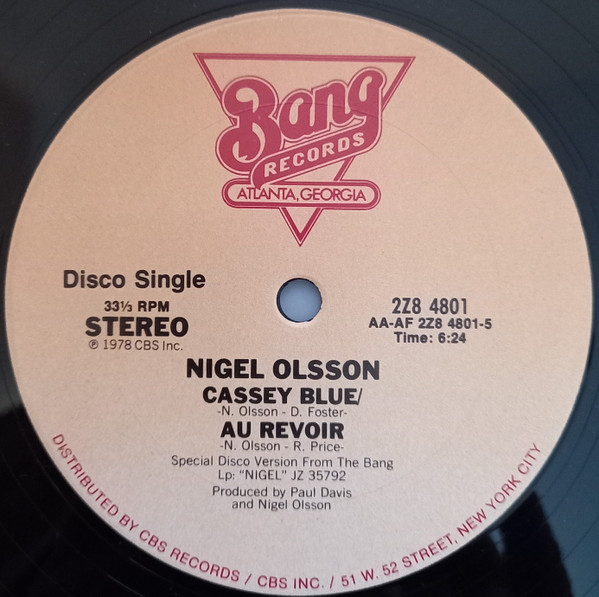 Bang
RECORDS
ATLANTA, GEORGIA
Disco Single
33⅓ RPM
STEREO
℗ 1978 CBS Inc.
2Z8 4801
AA-AF 2Z8 4801-5
Time: 6:24
NIGEL OLSSON
CASSEY BLUE/
-N. Olsson - D. Foster-
AU REVOIR
-N. Olsson - R. Price-
Special Disco Version From The Bang
Lp: "NIGEL" JZ 35792
Produced by Paul Davis
and Nigel Olsson
DISTRIBUTED BY CBS RECORDS / CBS INC. / 51 W. 52 STREET, NEW YORK CITY